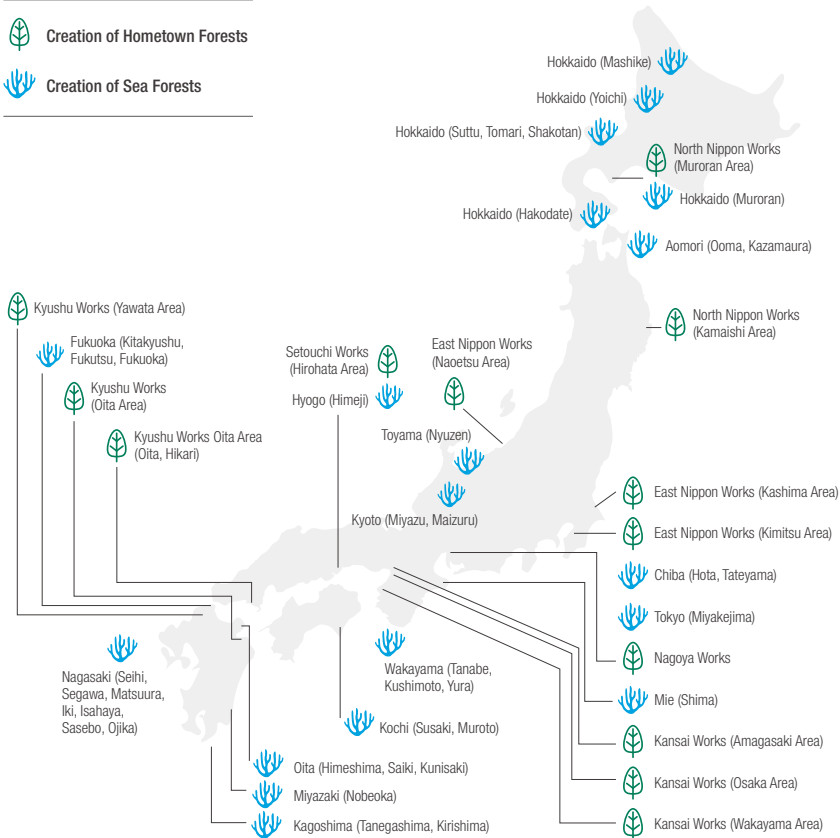 Creation of Hometown Forests
Creation of Sea Forests
Hokkaido (Mashike)
Hokkaido (Yoichi)
Hokkaido (Suttu, Tomari, Shakotan)
North Nippon Works
(Muroran Area)
Hokkaido (Muroran)
Hokkaido (Hakodate)
Aomori (Ooma, Kazamaura)
North Nippon Works
(Kamaishi Area)
Kyushu Works (Yawata Area)
Fukuoka (Kitakyushu,
Fukutsu, Fukuoka)
Kyushu Works
(Oita Area)
Kyushu Works Oita Area
(Oita, Hikari)
Setouchi Works
(Hirohata Area)
Hyogo (Himeji)
East Nippon Works
(Naoetsu Area)
Toyama (Nyuzen)
Kyoto (Miyazu, Maizuru)
East Nippon Works (Kashima Area)
East Nippon Works (Kimitsu Area)
Chiba (Hota, Tateyama)
Tokyo (Miyakejima)
Nagoya Works
Mie (Shima)
Kansai Works (Amagasaki Area)
Kansai Works (Osaka Area)
Kansai Works (Wakayama Area)
Nagasaki (Seihi,
Segawa, Matsuura,
Iki, Isahaya,
Sasebo, Ojika)
Wakayama (Tanabe,
Kushimoto, Yura)
Kochi (Susaki, Muroto)
Oita (Himeshima, Saiki, Kunisaki)
Miyazaki (Nobeoka)
Kagoshima (Tanegashima, Kirishima)